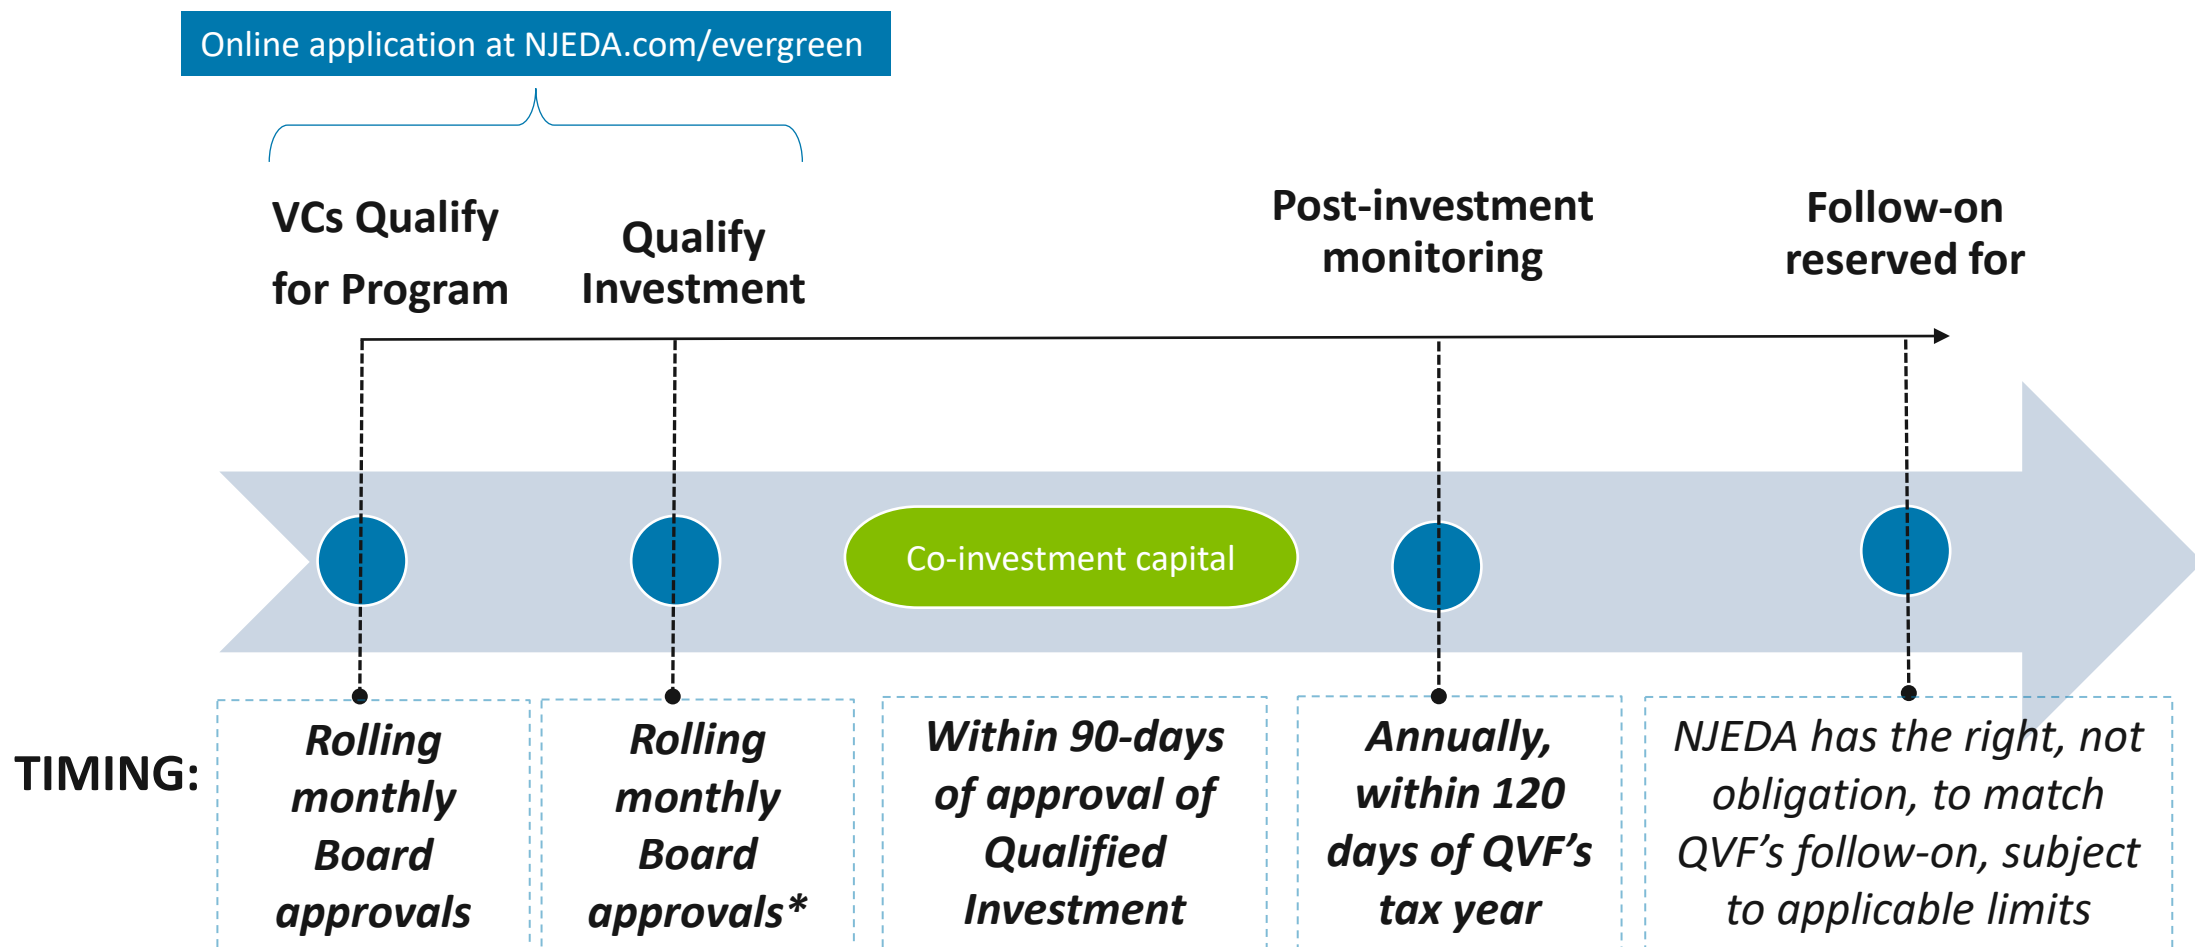 Online application at NJEDA.com/evergreen
VCs Qualify
for Program
Qualify
Investment
Post-investment
monitoring
Follow-on
reserved for
Co-investment capital
TIMING:
Rolling
monthly
Board
approvals
Rolling
monthly
Board
approvals*
Within 90-days
of approval of
Qualified
Investment
Annually,
within 120
days of QVF’s
tax year
NJEDA has the right, not
obligation, to match
QVF’s follow-on, subject
to applicable limits